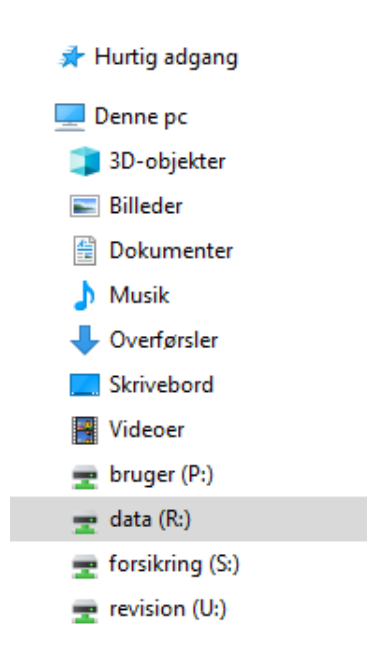 Hurtig adgang
Denne pc
3D-objekter
Billeder
Dokumenter
Musik
Overførsler
Skrivebord
Videoer
bruger (P:)
data (R:)
forsikring (S:)
revision (U:)